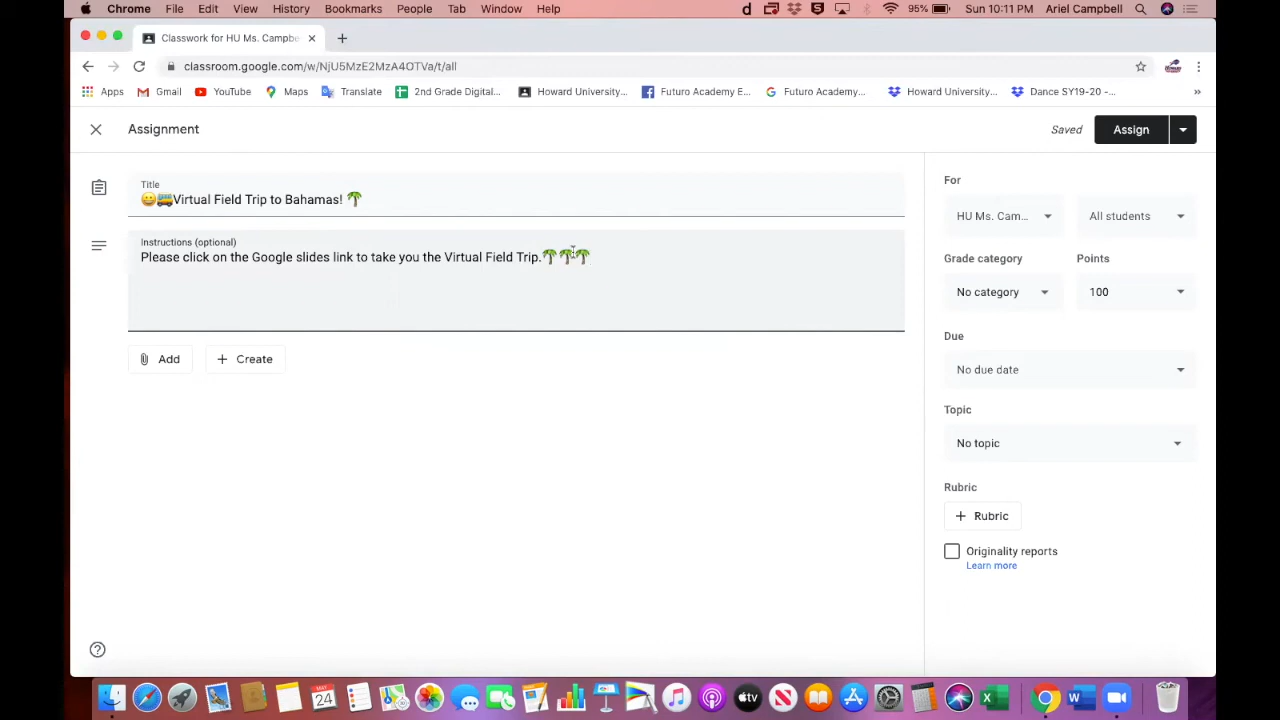 Chrome File Edit View History Bookmarks People Tab Window Help 95% Sun 10:11 PM Ariel Campbell
Classwork for HU Ms. Campbe
classroom.google.com/w/NjU5MzE2MzA4OTVa/t/all
Apps Gmail YouTube Maps Translate 2nd Grade Digital... Howard University... Futuro Academy E... Futuro Academy... Howard University... Dance SY19-20 -... »
Assignment Saved Assign
Title
😀🚌Virtual Field Trip to Bahamas! 🌴
Instructions (optional)
Please click on the Google slides link to take you the Virtual Field Trip.🌴🌴🌴
Add + Create
For
HU Ms. Cam... All students
Grade category Points
No category 100
Due
No due date
Topic
No topic
Rubric
+ Rubric
Originality reports
Learn more
MAY
24
tv